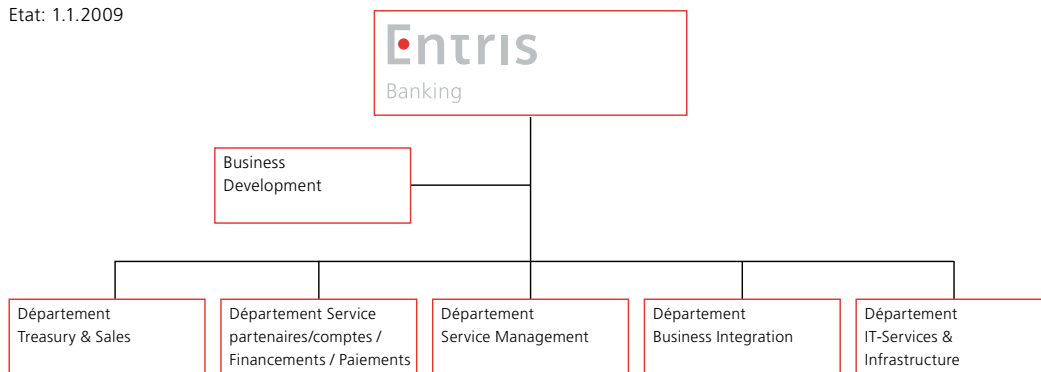 Etat: 1.1.2009
Entris
Banking
Business
Development
Département
Treasury & Sales
Département Service
partenaires/comptes /
Financements / Paiements
Département
Service Management
Département
Business Integration
Département
IT-Services &
Infrastructure